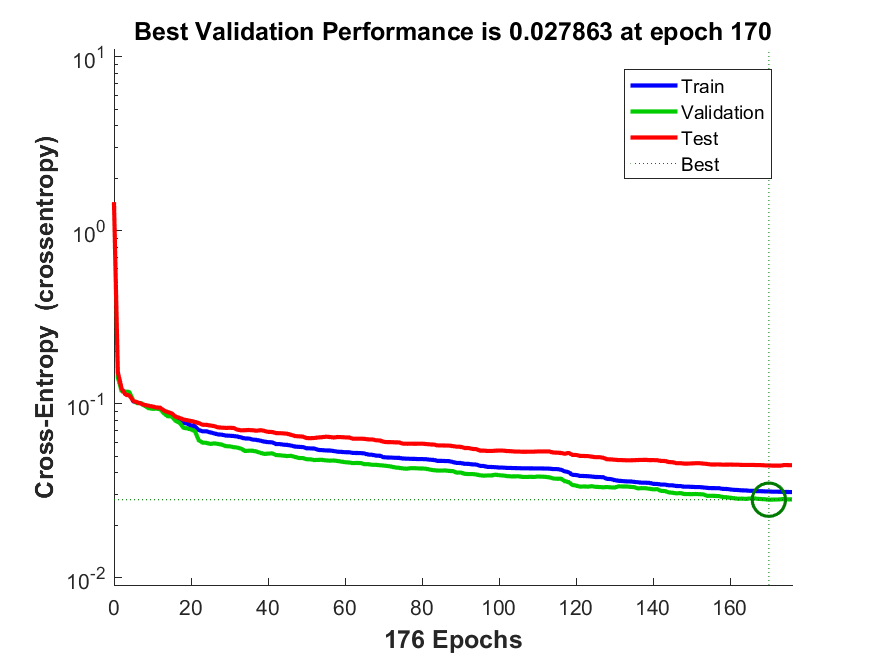 Best Validation Performance is 0.027863 at epoch 170
Cross-Entropy  (crossentropy)
10^1
10^0
10^-1
10^-2
Train
Validation
Test
Best
0 20 40 60 80 100 120 140 160
176 Epochs